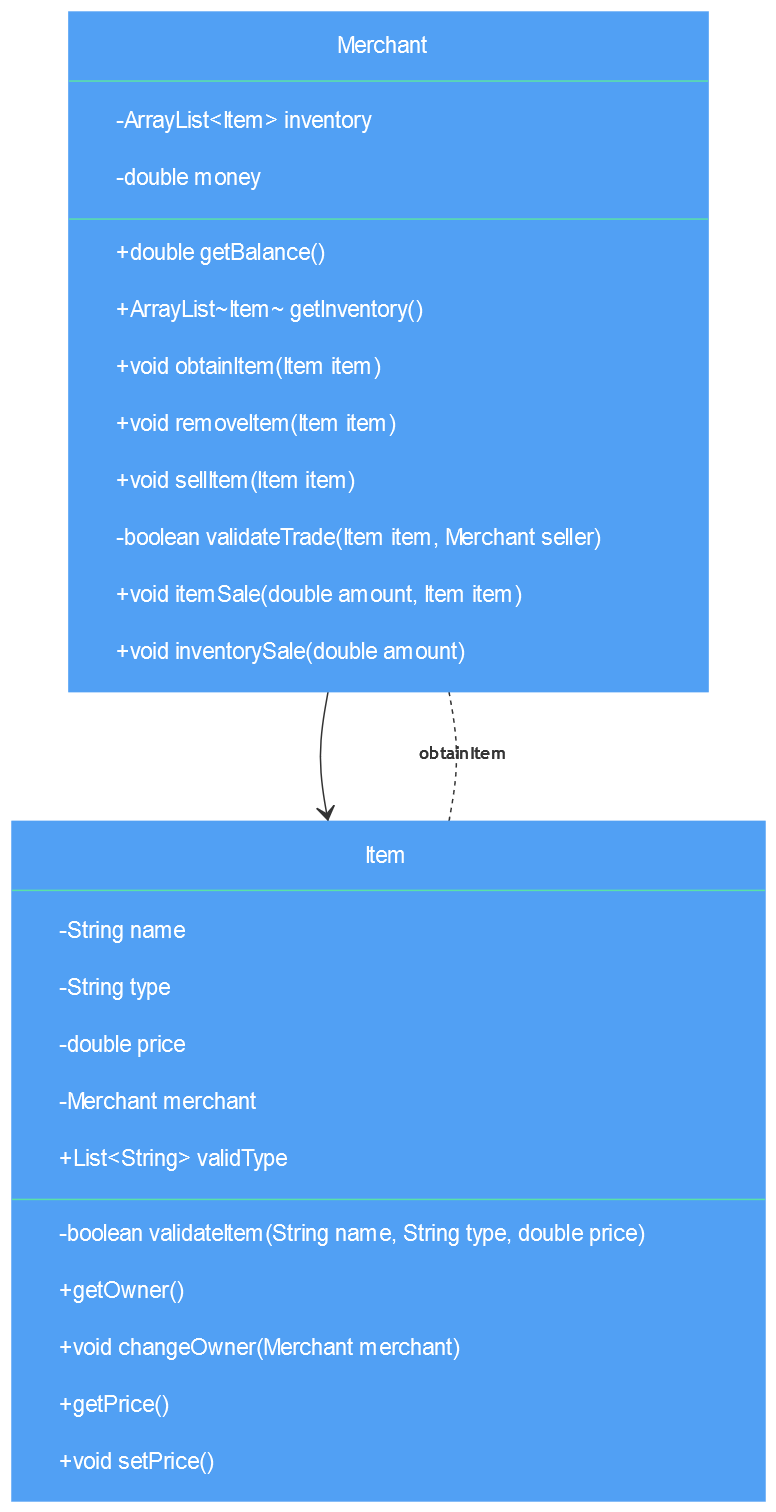 Merchant
-ArrayList<Item> inventory
-double money
+double getBalance()
+ArrayList~Item~ getInventory()
+void obtainItem(Item item)
+void removeItem(Item item)
+void sellItem(Item item)
-boolean validateTrade(Item item, Merchant seller)
+void itemSale(double amount, Item item)
+void inventorySale(double amount)
obtainItem
Item
-String name
-String type
-double price
-Merchant merchant
+List<String> validType
-boolean validateItem(String name, String type, double price)
+getOwner()
+void changeOwner(Merchant merchant)
+getPrice()
+void setPrice()